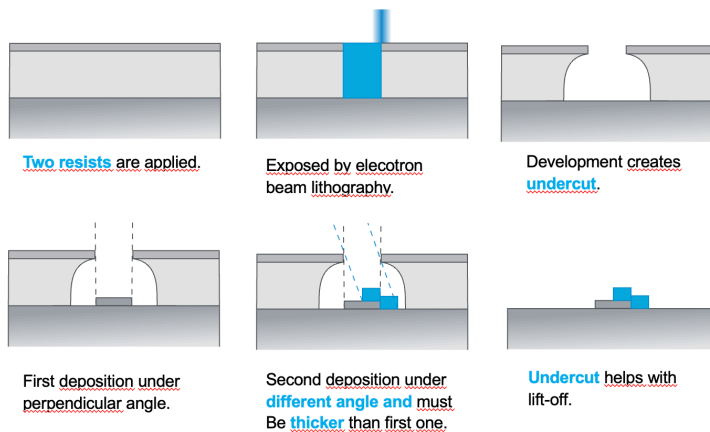 Two resists are applied.
Exposed by elecotron
beam lithography.
Development creates
undercut.
First deposition under
perpendicular angle.
Second deposition under
different angle and must
Be thicker than first one.
Undercut helps with
lift-off.